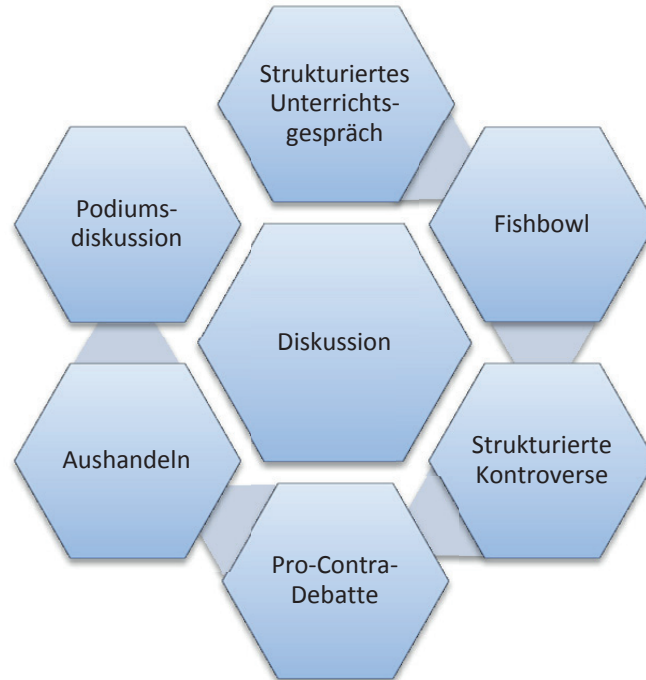 Strukturiertes
Unterrichts-
gespräch
Fishbowl
Strukturierte
Kontroverse
Pro-Contra-
Debatte
Aushandeln
Podiums-
diskussion
Diskussion